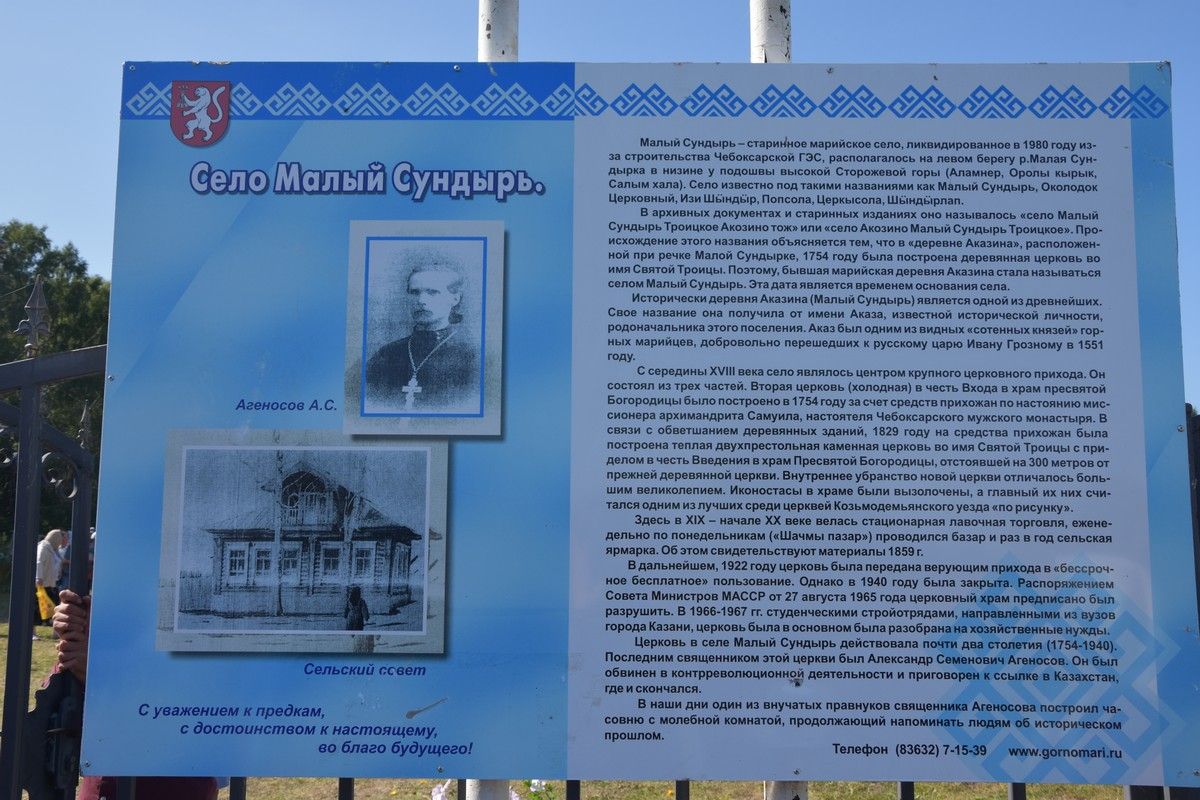 Село Малый Сундырь.
Агеносов А.С.
Сельский совет
С уважением к предкам,
с достоинством к настоящему,
во благо будущего!
Малый Сундырь – старинное марийское село, ликвидированное в 1980 году из-
за строительства Чебоксарской ГЭС, располагалось на левом берегу р.Малая Сун-
дырка в низине у подошвы высокой Сторожевой горы (Аламнер, Оролы кырык,
Салым хала). Село известно под такими названиями как Малый Сундырь, Околодок
Церковный, Изи Шӹндӹр, Попсола, Церкысола, Шӹндӹрлап.
В архивных документах и старинных изданиях оно называлось «село Малый
Сундырь Троицкое Акозино тож» или «село Акозино Малый Сундырь Троицкое». Про-
исхождение этого названия объясняется тем, что в «деревне Аказина», расположен-
ной при речке Малой Сундырке, 1754 году была построена деревянная церковь во
имя Святой Троицы. Поэтому, бывшая марийская деревня Аказина стала называться
селом Малый Сундырь. Эта дата является временем основания села.
Исторически деревня Аказина (Малый Сундырь) является одной из древнейших.
Свое название она получила от имени Аказа, известной исторической личности,
родоначальника этого поселения. Аказ был одним из видных «сотенных князей» гор-
ных марийцев, добровольно перешедших к русскому царю Ивану Грозному в 1551
году.
С середины XVIII века село являлось центром крупного церковного прихода. Он
состоял из трех частей. Вторая церковь (холодная) в честь Входа в храм пресвятой
Богородицы было построено в 1754 году за счет средств прихожан по настоянию мис-
сионера архимандрита Самуила, настоятеля Чебоксарского мужского монастыря. В
связи с обветшанием деревянных зданий, 1829 году на средства прихожан была
построена теплая двухпрестольная каменная церковь во имя Святой Троицы с при-
делом в честь Введения в храм Пресвятой Богородицы, отстоявшей на 300 метров от
прежней деревянной церкви. Внутреннее убранство новой церкви отличалось боль-
шим великолепием. Иконостасы в храме были вызолочены, а главный их них счи-
тался одним из лучших среди церквей Козьмодемьянского уезда «по рисунку».
Здесь в XIX – начале XX веке велась стационарная лавочная торговля, ежене-
дельно по понедельникам («Шачмы пазар») проводился базар и раз в год сельская
ярмарка. Об этом свидетельствуют материалы 1859 г.
В дальнейшем, 1922 году церковь была передана верующим прихода в «бессроч-
ное бесплатное» пользование. Однако в 1940 году была закрыта. Распоряжением
Совета Министров МАССР от 27 августа 1965 года церковный храм предписано был
разрушить. В 1966-1967 гг. студенческими стройотрядами, направленными из вузов
города Казани, церковь была в основном была разобрана на хозяйственные нужды.
Церковь в селе Малый Сундырь действовала почти два столетия (1754-1940).
Последним священником этой церкви был Александр Семенович Агеносов. Он был
обвинен в контрреволюционной деятельности и приговорен к ссылке в Казахстан,
где и скончался.
В наши дни один из внучатых правнуков священника Агеносова построил ча-
совню с молебной комнатой, продолжающий напоминать людям об историческом
прошлом.
Телефон (83632) 7-15-39 www.gornomari.ru